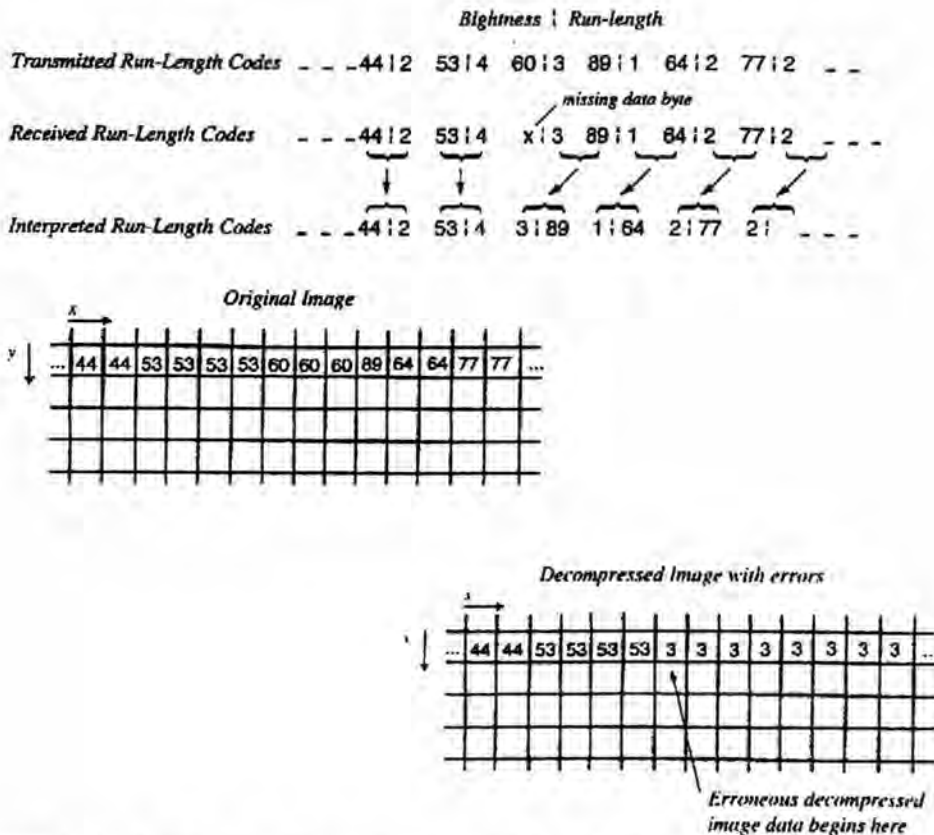 Bightness ¦ Run-length
Transmitted Run-Length Codes _ _ _ 44¦2 53¦4 60¦3 89¦1 64¦2 77¦2 _ _
missing data byte
Received Run-Length Codes _ _ _ 44¦2 53¦4 x¦3 89¦1 64¦2 77¦2 _ _ _
Interpreted Run-Length Codes _ _ _ 44¦2 53¦4 3¦89 1¦64 2¦77 2¦ _ _ _
Original Image
x
y
... 44 44 53 53 53 53 60 60 60 89 64 64 77 77 ...
Decompressed Image with errors
... 44 44 53 53 53 53 3 3 3 3 3 3 3 3 ...
Erroneous decompressed
image data begins here